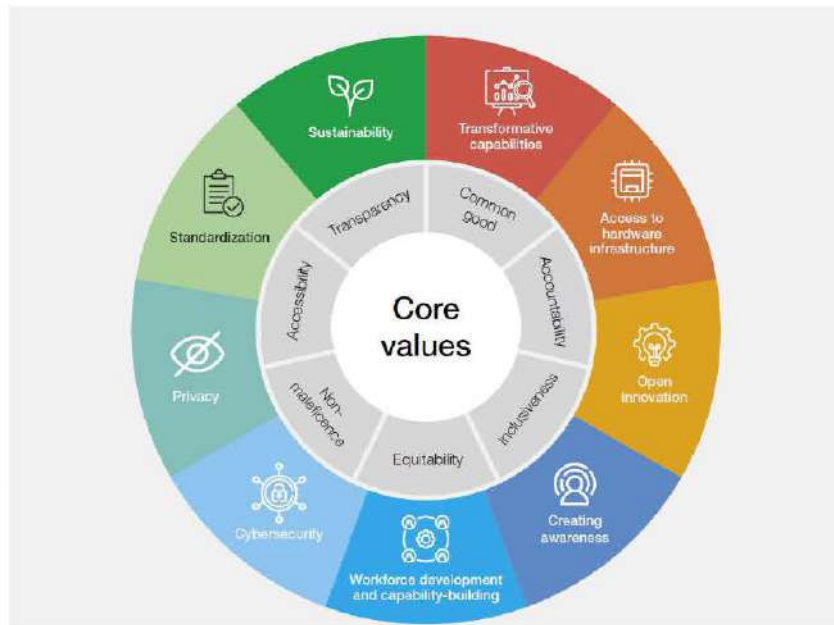 Sustainability
Transformative
capabilities
Access to
hardware
infrastructure
Open
innovation
Creating
awareness
Workforce development
and capability-building
Cybersecurity
Privacy
Standardization
Transparency
Common
good
Accountability
Inclusiveness
Equitability
Non-
maleficence
Accessibility
Core
values